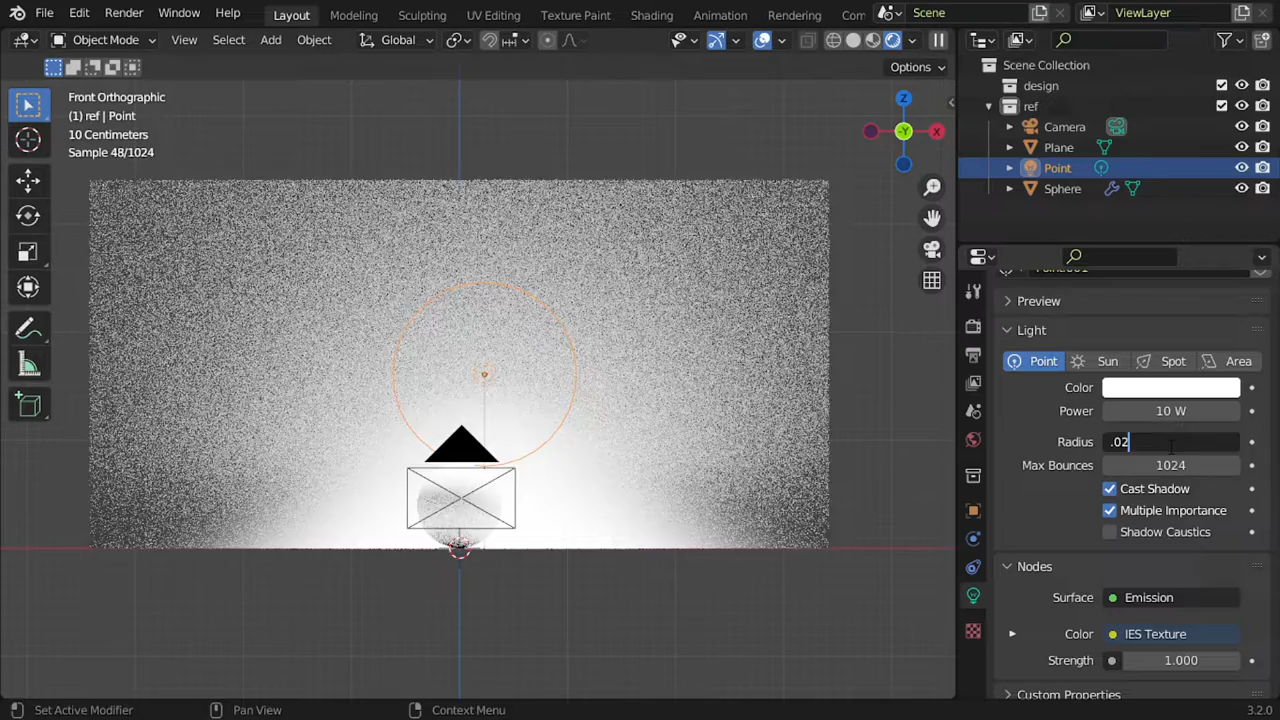 File Edit Render Window Help Layout Modeling Sculpting UV Editing Texture Paint Shading Animation Rendering Com Scene ViewLayer
Object Mode View Select Add Object Global
Options
Front Orthographic
(1) ref | Point
10 Centimeters
Sample 48/1024
Z
-Y
X
Scene Collection
design
ref
Camera
Plane
Point
Sphere
Preview
Light
Point Sun Spot Area
Color
Power 10 W
Radius .02
Max Bounces 1024
Cast Shadow
Multiple Importance
Shadow Caustics
Nodes
Surface Emission
Color IES Texture
Strength 1.000
Custom Properties
Set Active Modifier Pan View Context Menu 3.2.0